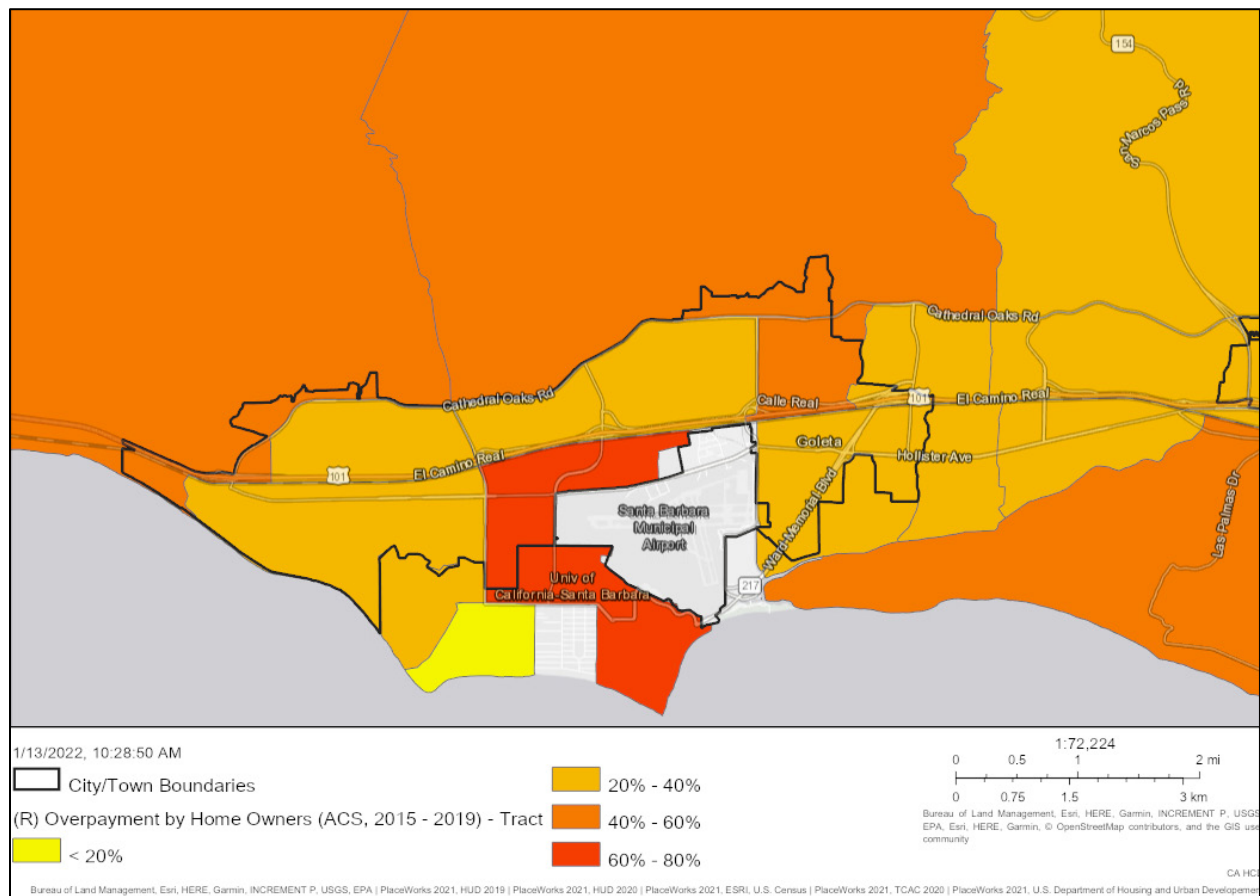 154
San Marcos Pass Rd
Cathedral Oaks Rd
Cathedral Oaks Rd
Calle Real
101
El Camino Real
Goleta
Hollister Ave
El Camino Real
101
Santa Barbara
Municipal
Airport
Ward Memorial Blvd
Las Palmas Dr
Univ of
California-Santa Barbara
217
1/13/2022, 10:28:50 AM
City/Town Boundaries
(R) Overpayment by Home Owners (ACS, 2015 - 2019) - Tract
< 20%
20% - 40%
40% - 60%
60% - 80%
1:72,224
0 0.5 1 2 mi
0 0.75 1.5 3 km
Bureau of Land Management, Esri, HERE, Garmin, INCREMENT P, USGS,
EPA, Esri, HERE, Garmin, © OpenStreetMap contributors, and the GIS use
community
CA HC
Bureau of Land Management, Esri, HERE, Garmin, INCREMENT P, USGS, EPA | PlaceWorks 2021, HUD 2019 | PlaceWorks 2021, HUD 2020 | PlaceWorks 2021, ESRI, U.S. Census | PlaceWorks 2021, TCAC 2020 | PlaceWorks 2021, U.S. Department of Housing and Urban Developmen